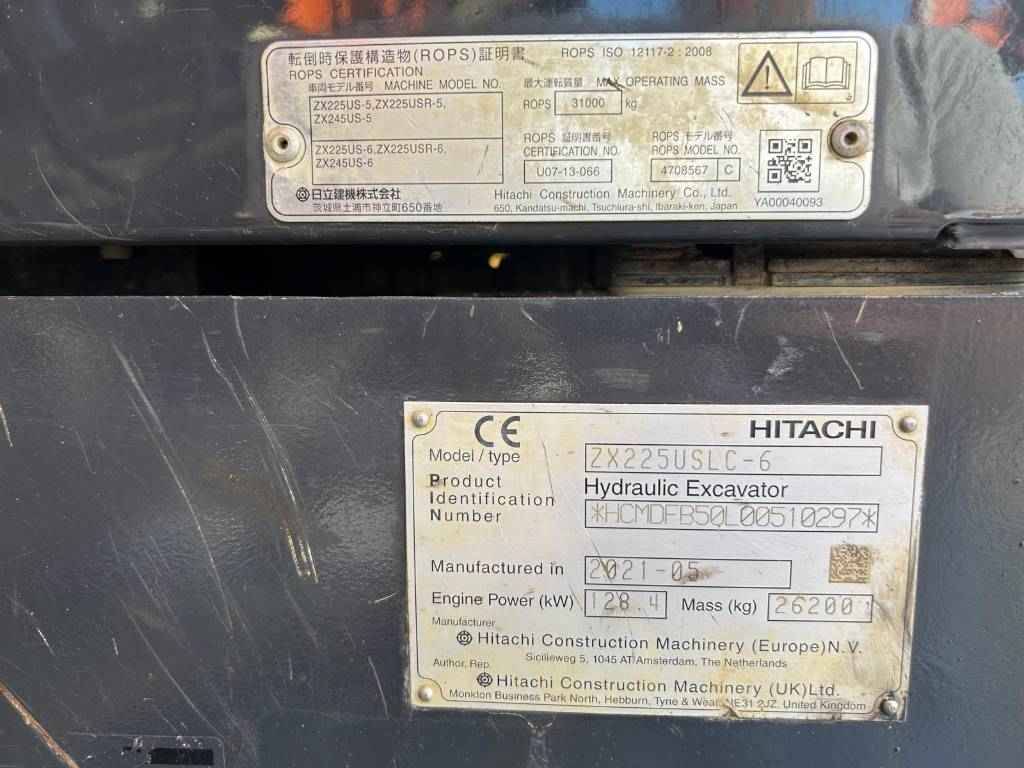 転倒時保護構造物(ROPS)証明書
ROPS CERTIFICATION
ROPS ISO 12117-2 : 2008
車両モデル番号 MACHINE MODEL NO.
ZX225US-5,ZX225USR-5,
ZX245US-5
ZX225US-6,ZX225USR-6,
ZX245US-6
最大運転質量 MAX OPERATING MASS
ROPS 31000 kg
ROPS 証明書番号
CERTIFICATION NO.
U07-13-066
ROPS モデル番号
ROPS MODEL NO.
4708567 C
日立建機株式会社
茨城県土浦市神立町650番地
Hitachi Construction Machinery Co., Ltd.
650, Kandatsu-machi, Tsuchiura-shi, Ibaraki-ken, Japan
YA00040093
CE HITACHI
Model / type ZX225USLC-6
Product Identification Number
Hydraulic Excavator
*HCMDFB50L00510297*
Manufactured in 2021-05
Engine Power (kW) 128.4 Mass (kg) 26200
Manufacturer
Hitachi Construction Machinery (Europe) N.V.
Sicilieweg 5, 1045 AT Amsterdam, The Netherlands
Author. Rep.
Hitachi Construction Machinery (UK) Ltd.
Monkton Business Park North, Hebburn, Tyne & Wear, NE31 2JZ, United Kingdom